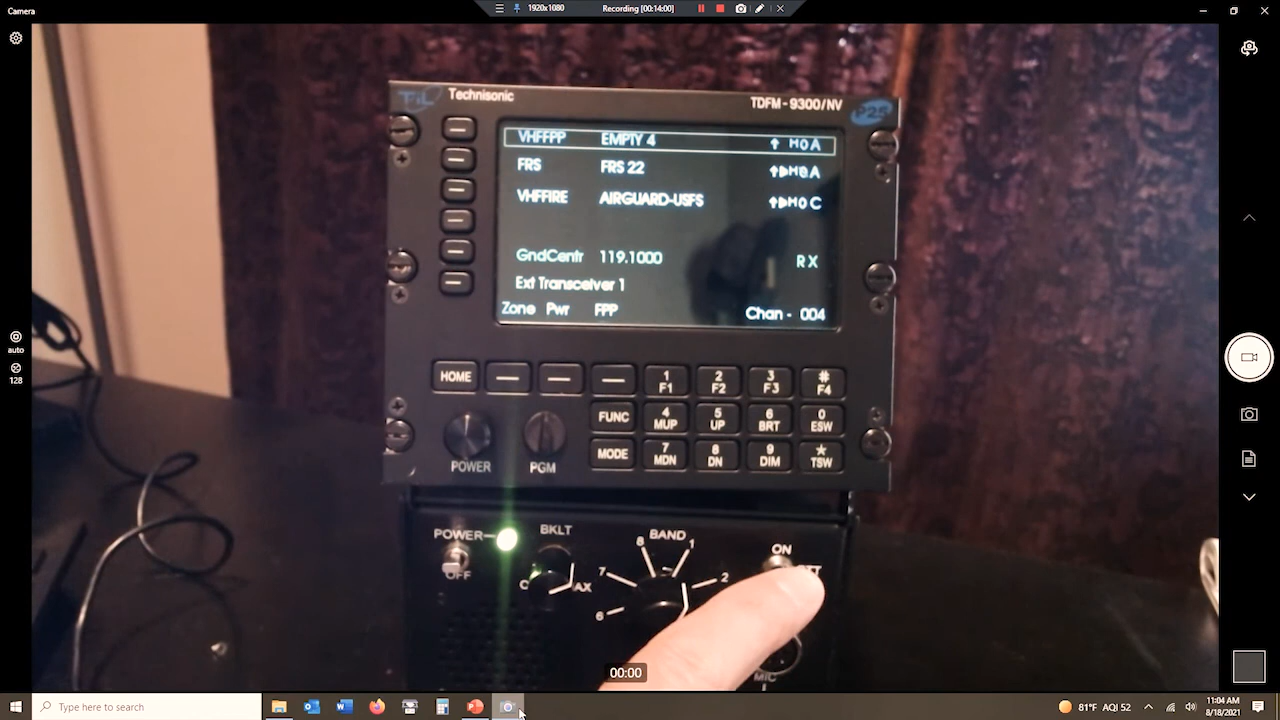 Camera
1920x1080
Recording [00:14:00]
TiL Technisonic
TDFM - 9300/NV
P25
VHFFPP EMPTY 4 H O A
FRS FRS 22 H 8 A
VHFFIRE AIRGUARD-USFS H O C
GndCentr 119.1000 RX
Ext Transceiver 1
Zone Pwr FPP Chan - 004
HOME
1 F1
2 F2
3 F3
# F4
FUNC
4 MUP
5 UP
6 BRT
0 ESW
MODE
7 MDN
8 DN
9 DIM
★ TSW
POWER
PGM
POWER
OFF
BKLT
AX
BAND
8
1
7
2
6
ON
MIC
auto
128
00:00
Type here to search
81°F AQI 52
11:04 AM
8/18/2021